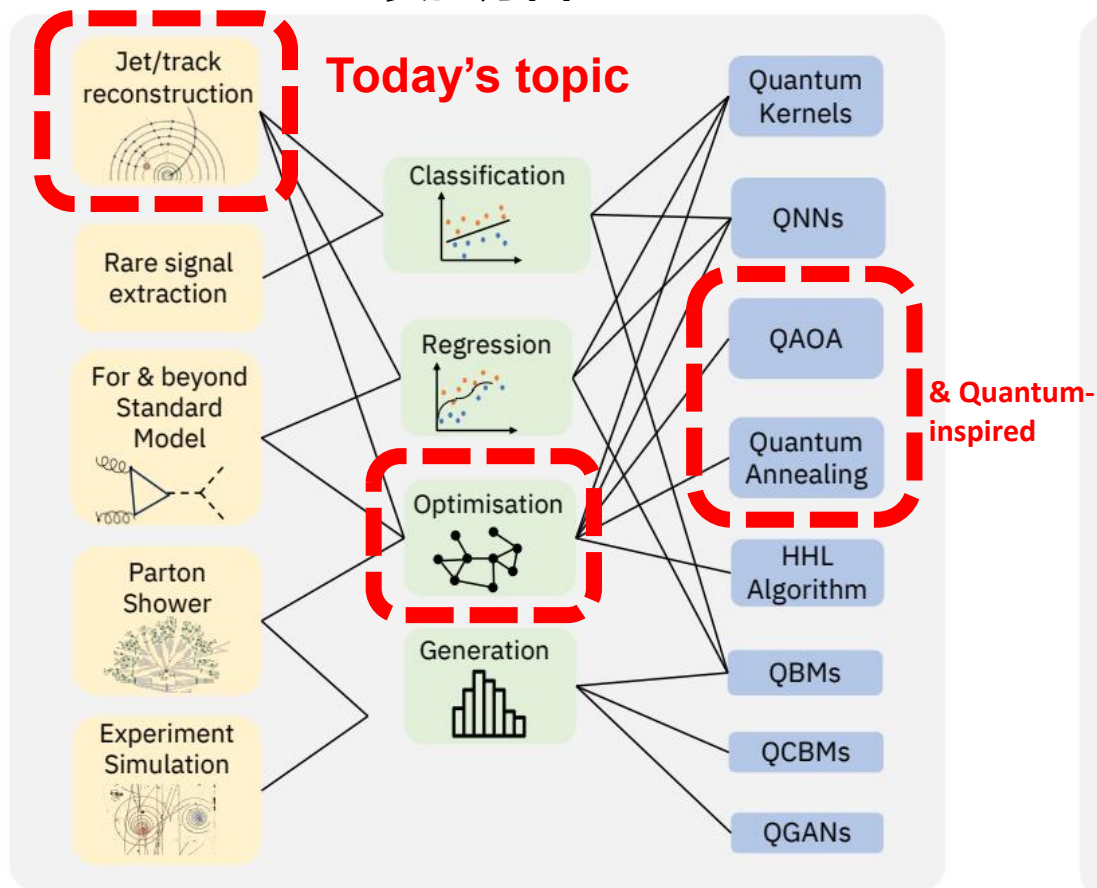 Today's topic
Jet/track
reconstruction
Rare signal
extraction
For & beyond
Standard
Model
Parton
Shower
Experiment
Simulation
Classification
Regression
Optimisation
Generation
Quantum
Kernels
QNNs
QAOA
Quantum
Annealing
& Quantum-
inspired
HHL
Algorithm
QBMs
QCBMs
QGANs